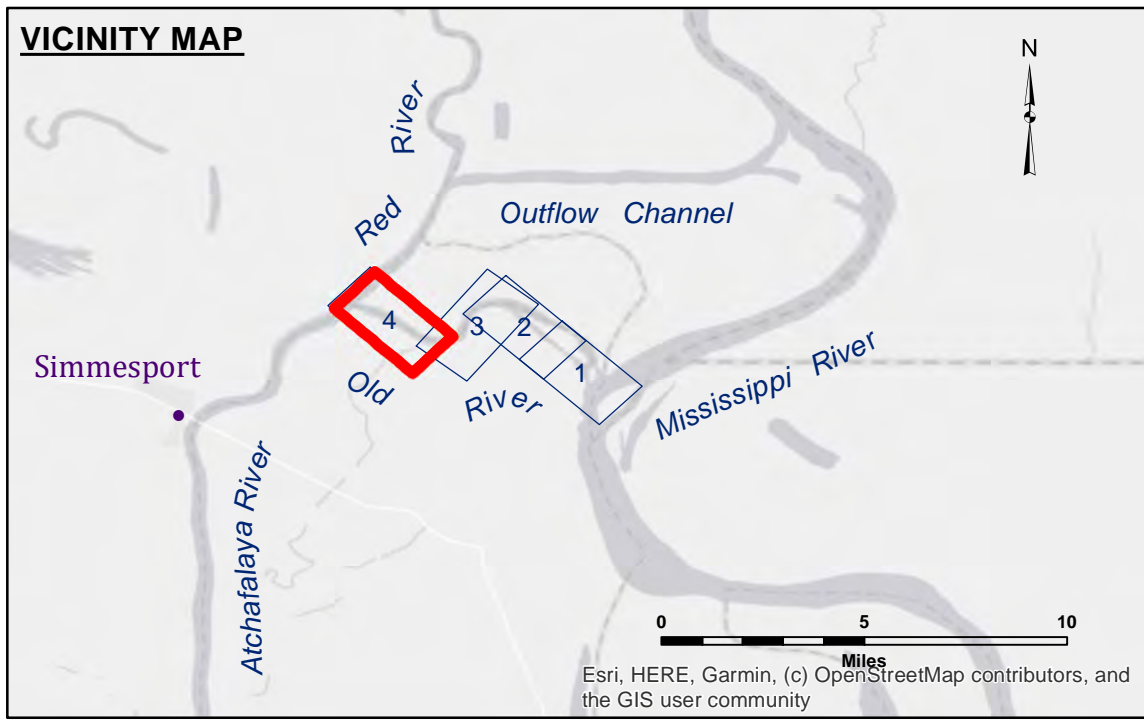 VICINITY MAP
N
Red River
Outflow Channel
4
3
2
1
Simmesport
Old River
Mississippi River
Atchafalaya River
0 5 10
Miles
Esri, HERE, Garmin, (c) OpenStreetMap contributors, and
the GIS user community